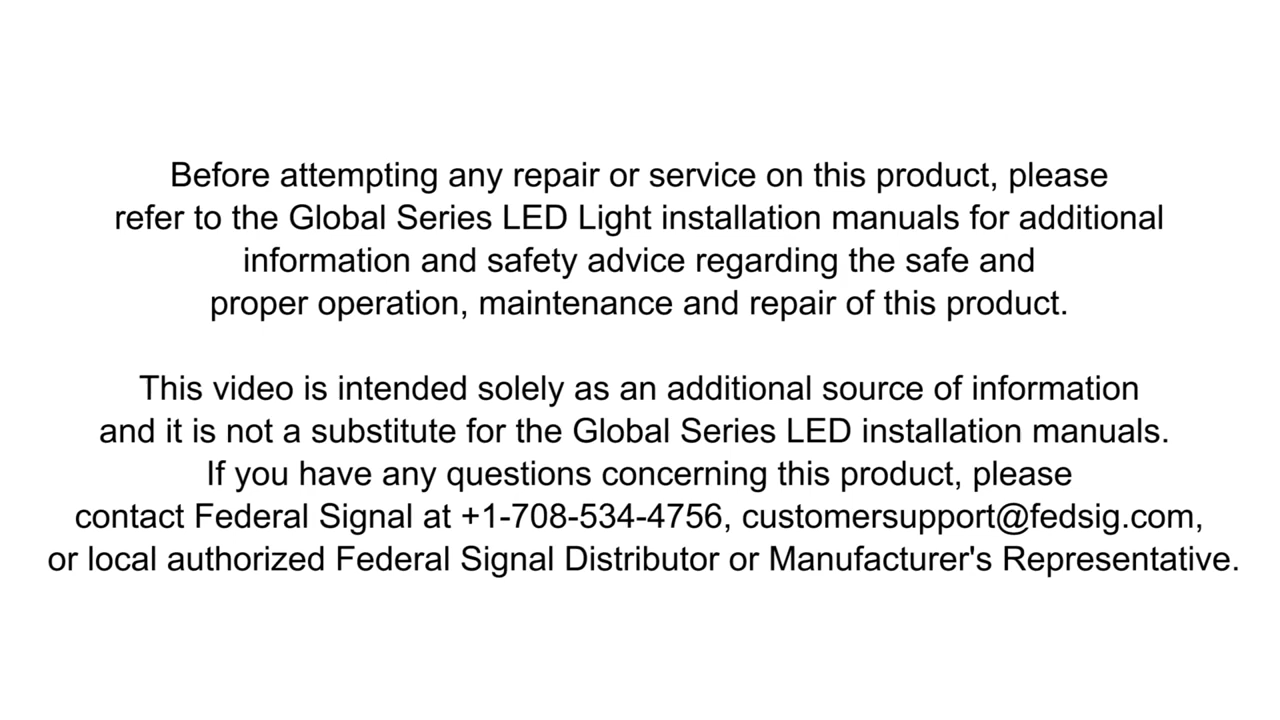 Before attempting any repair or service on this product, please
refer to the Global Series LED Light installation manuals for additional
information and safety advice regarding the safe and
proper operation, maintenance and repair of this product.
This video is intended solely as an additional source of information
and it is not a substitute for the Global Series LED installation manuals.
If you have any questions concerning this product, please
contact Federal Signal at +1-708-534-4756, customersupport@fedsig.com,
or local authorized Federal Signal Distributor or Manufacturer's Representative.